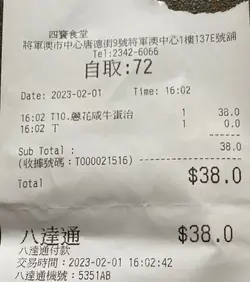 四寶食堂
將軍澳市中心唐德街9號將軍澳中心1樓137E號舖
Tel:2342-6066
自取:72
Date: 2023-02-01 Time: 16:02
16:02 T10.蔥花咸牛蛋治 1 38.0
16:02 T 1 0.0
Sub Total : 38.0
(收據號碼:T000021516)
Total $38.0
八達通 $38.0
八達通付款
交易時間:2023-02-01 16:02:42
八達通機號:5351AB